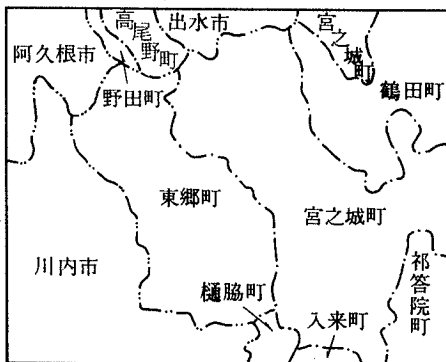 高尾野町
出水市
宮之城町
阿久根市
野田町
鶴田町
東郷町
宮之城町
川内市
祁答院町
樋脇町
入来町